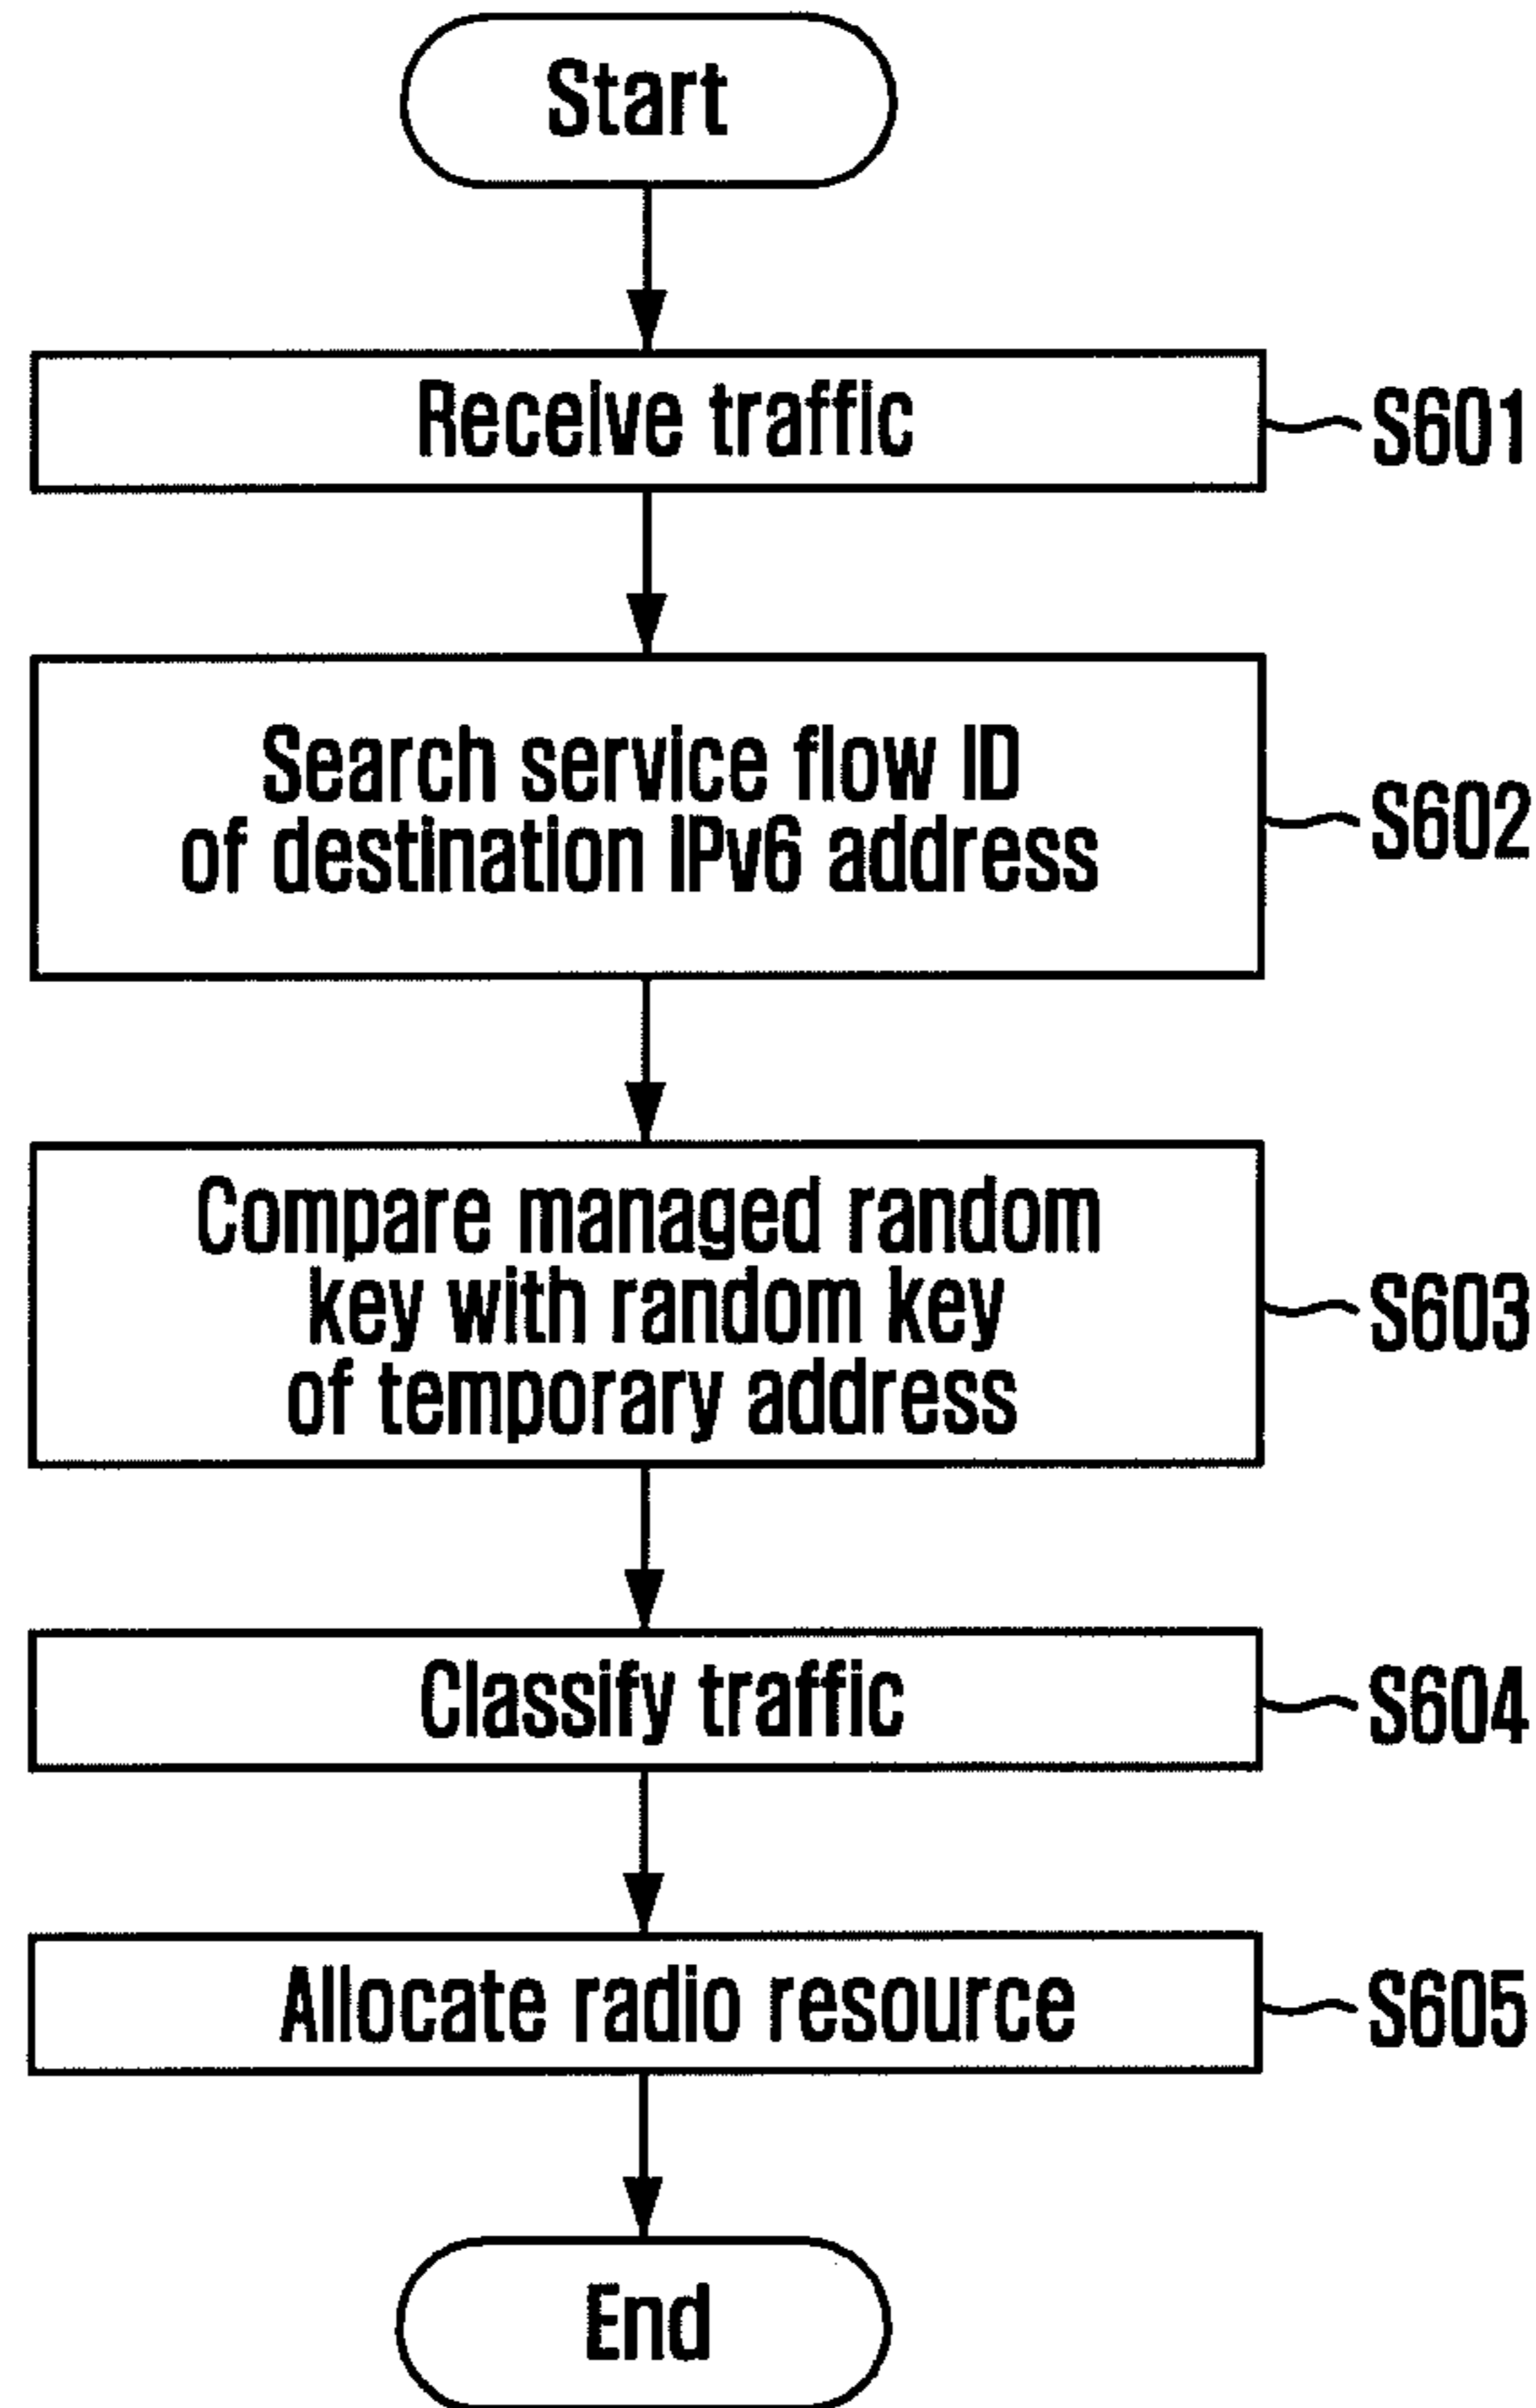 Start
Receive traffic
S601
Search service flow ID
of destination IPv6 address
S602
Compare managed random
key with random key
of temporary address
S603
Classify traffic
S604
Allocate radio resource
S605
End